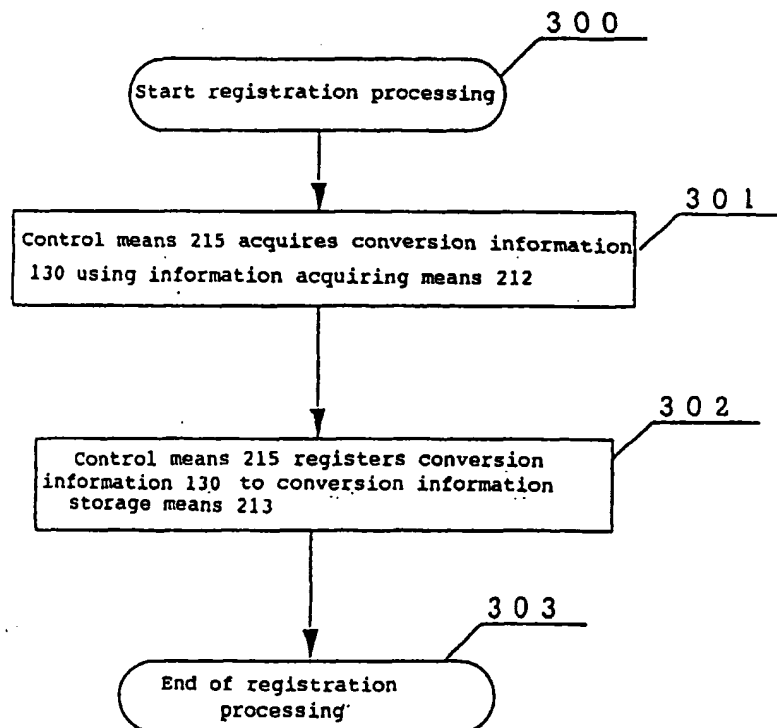 300
Start registration processing
301
Control means 215 acquires conversion information
130 using information acquiring means 212
302
Control means 215 registers conversion
information 130 to conversion information
storage means 213
303
End of registration
processing